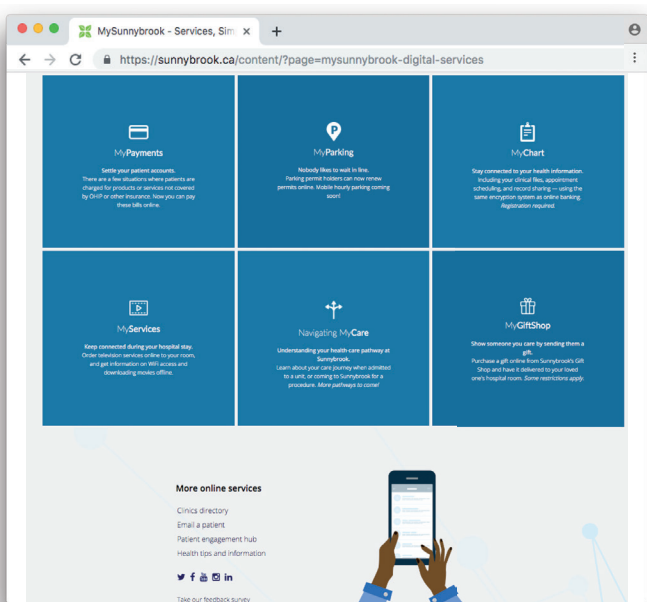 MySunnybrook - Services, Sim
https://sunnybrook.ca/content/?page=mysunnybrook-digital-services
MyPayments
Settle your patient accounts.
There are a few situations where patients are
charged for products or services not covered
by OHIP or other insurance. Now you can pay
these bills online.
MyParking
Nobody likes to wait in line.
Parking permit holders can now renew
permits online. Mobile hourly parking coming
soon!
MyChart
Stay connected to your health information.
Including your clinical files, appointment
scheduling, and record sharing — using the
same encryption system as online banking.
Registration required.
MyServices
Keep connected during your hospital stay.
Order television services online to your room,
and get information on WiFi access and
downloading movies offline.
Navigating MyCare
Understanding your health-care pathway at
Sunnybrook.
Learn about your care journey when admitted
to a unit, or coming to Sunnybrook for a
procedure. More pathways to come!
MyGiftShop
Show someone you care by sending them a
gift.
Purchase a gift online from Sunnybrook's Gift
Shop and have it delivered to your loved
one's hospital room. Some restrictions apply.
More online services
Clinics directory
Email a patient
Patient engagement hub
Health tips and information
Take our feedback survey